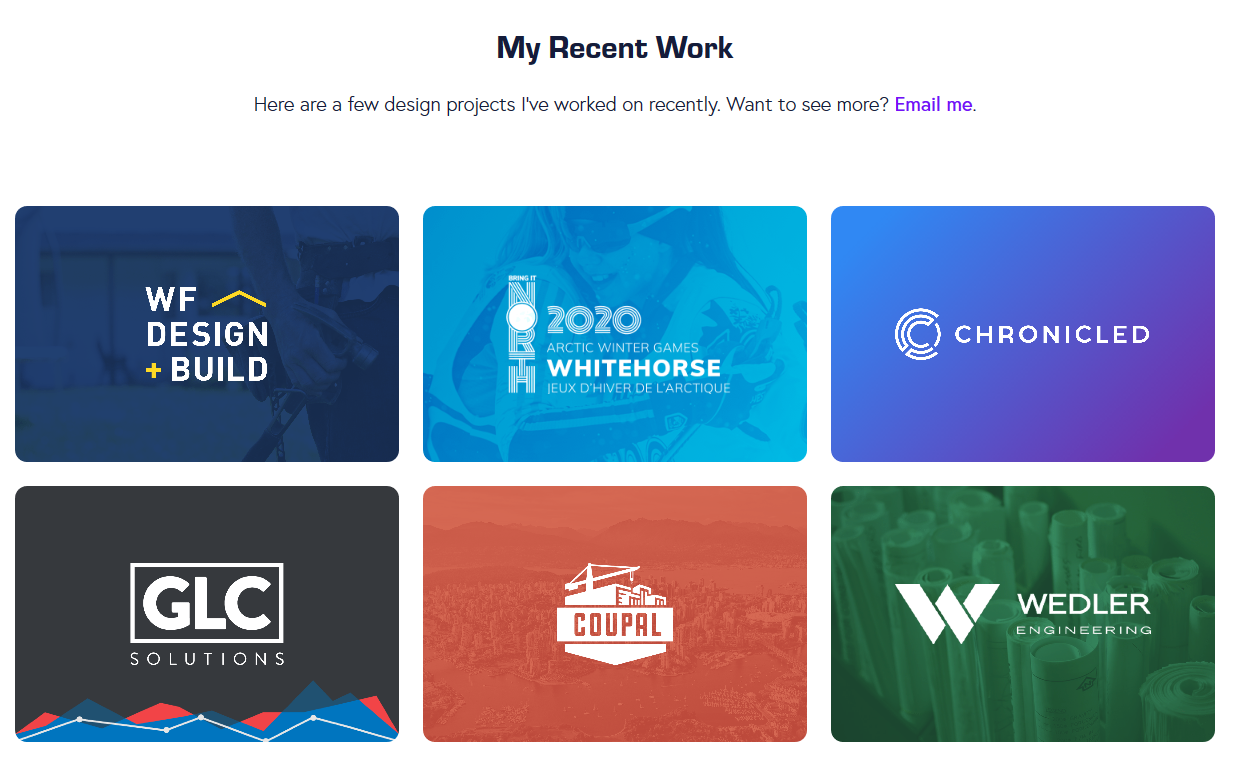 My Recent Work
Here are a few design projects I've worked on recently. Want to see more? Email me.
WF
DESIGN
+ BUILD
BRING IT
NORTH
2020
ARCTIC WINTER GAMES
WHITEHORSE
JEUX D'HIVER DE L'ARCTIQUE
CHRONICLED
GLC
SOLUTIONS
COUPAL
WEDLER
ENGINEERING